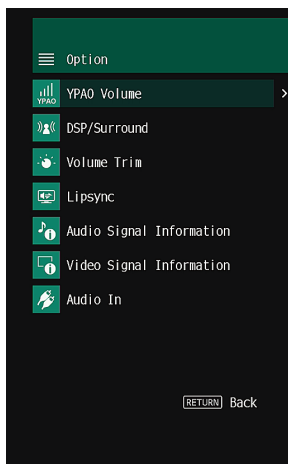 Option
YPAO
YPAO Volume
DSP/Surround
Volume Trim
Lipsync
Audio Signal Information
Video Signal Information
Audio In
RETURN Back